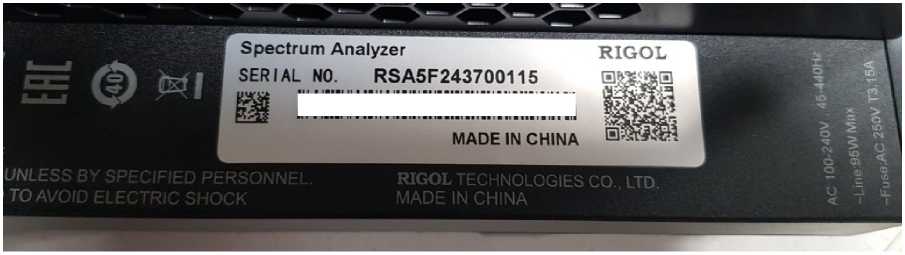 Spectrum Analyzer
RIGOL
SERIAL NO. RSA5F243700115
MADE IN CHINA
EAC
40
UNLESS BY SPECIFIED PERSONNEL.
TO AVOID ELECTRIC SHOCK
RIGOL TECHNOLOGIES CO., LTD.
MADE IN CHINA
AC 100-240V 45-440Hz
~Line:95W Max
~Fuse:AC 250V T3.15A